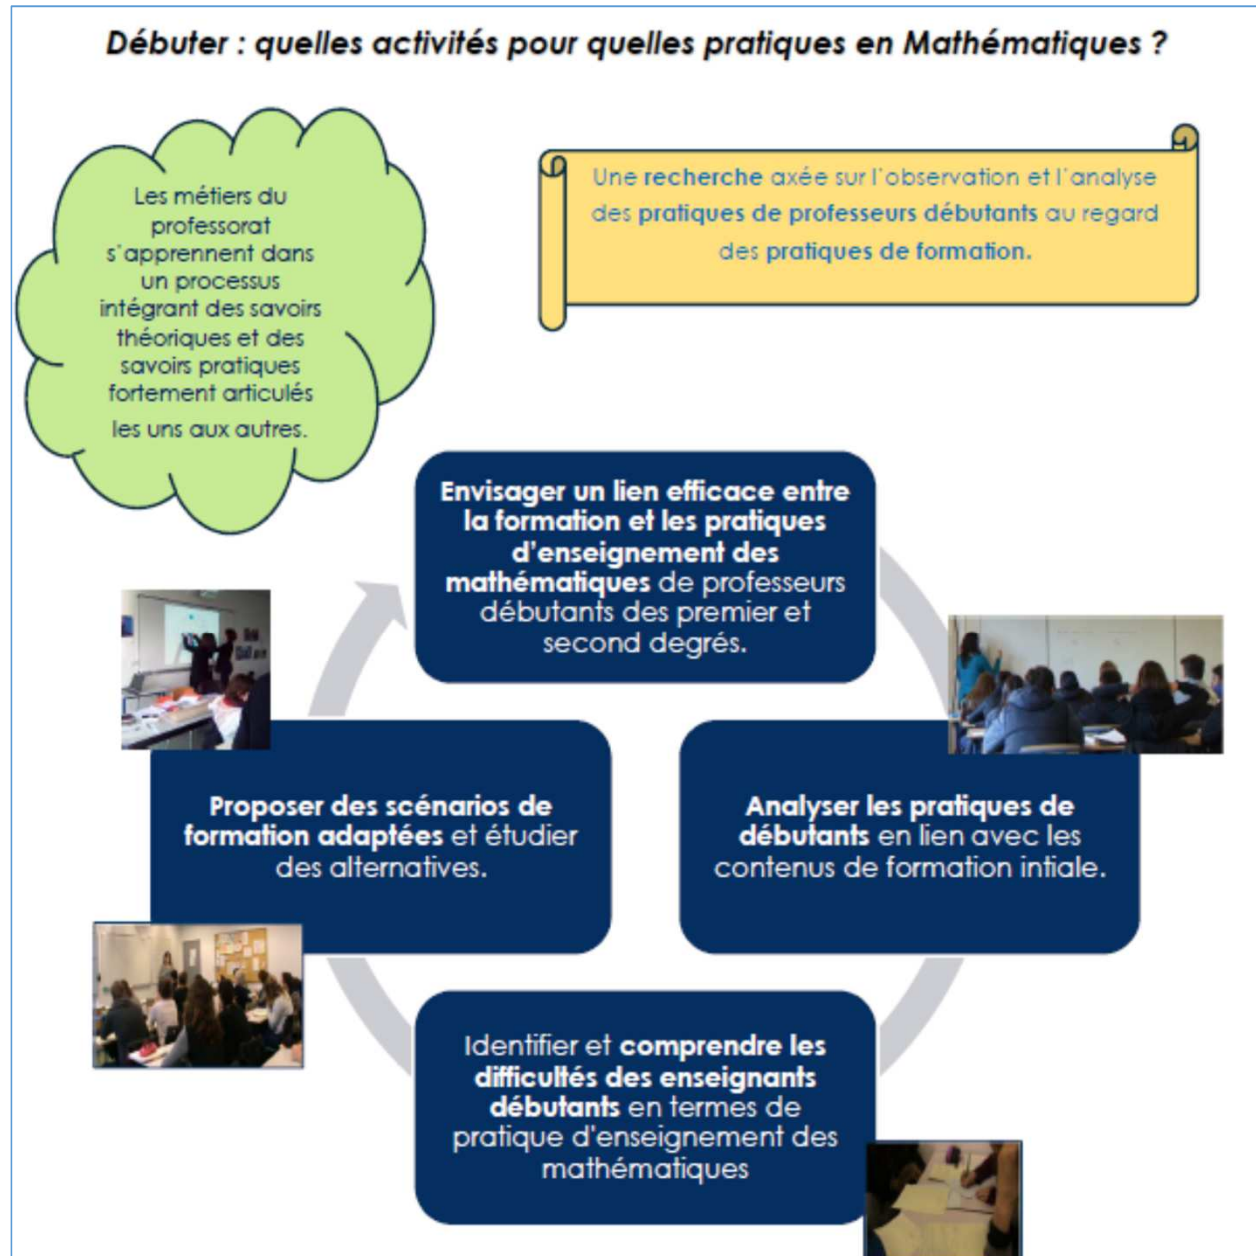 Débuter : quelles activités pour quelles pratiques en Mathématiques ?
Les métiers du
professorat
s'apprennent dans
un processus
intégrant des savoirs
théoriques et des
savoirs pratiques
fortement articulés
les uns aux autres.
Une recherche axée sur l'observation et l'analyse
des pratiques de professeurs débutants au regard
des pratiques de formation.
Envisager un lien efficace entre
la formation et les pratiques
d'enseignement des
mathématiques de professeurs
débutants des premier et
second degrés.
Proposer des scénarios de
formation adaptées et étudier
des alternatives.
Analyser les pratiques de
débutants en lien avec les
contenus de formation intiale.
Identifier et comprendre les
difficultés des enseignants
débutants en termes de
pratique d'enseignement des
mathématiques